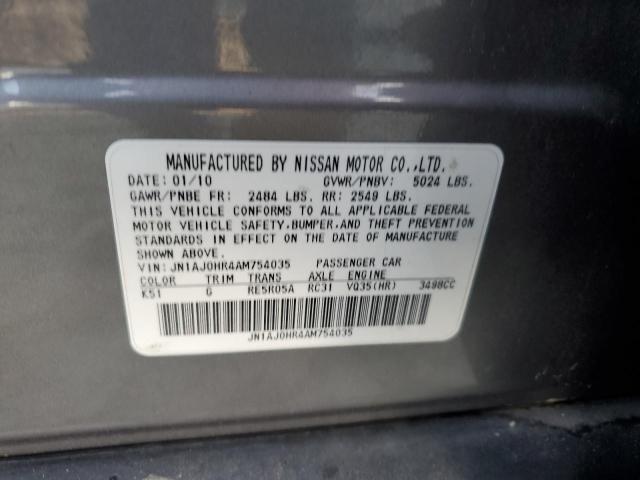 MANUFACTURED BY NISSAN MOTOR CO.,LTD.
DATE: 01/10 GVWR/PNBV: 5024 LBS.
GAWR/PNBE FR: 2484 LBS. RR: 2549 LBS.
THIS VEHICLE CONFORMS TO ALL APPLICABLE FEDERAL
MOTOR VEHICLE SAFETY,BUMPER,AND THEFT PREVENTION
STANDARDS IN EFFECT ON THE DATE OF MANUFACTURE
SHOWN ABOVE.
VIN: JN1AJ0HR4AM754035 PASSENGER CAR
COLOR TRIM TRANS AXLE ENGINE
K51 G RE5R05A RC31 VQ35(HR) 3498CC
JN1AJ0HR4AM754035